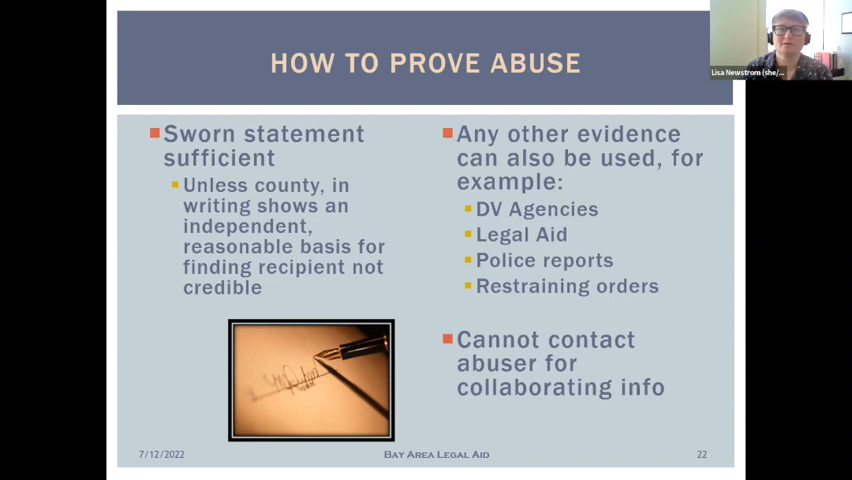 HOW TO PROVE ABUSE
Lisa Newstrom (she/...
Sworn statement
sufficient
Unless county, in
writing shows an
independent,
reasonable basis for
finding recipient not
credible
Any other evidence
can also be used, for
example:
DV Agencies
Legal Aid
Police reports
Restraining orders
Cannot contact
abuser for
collaborating info
7/12/2022
Bay Area Legal Aid
22